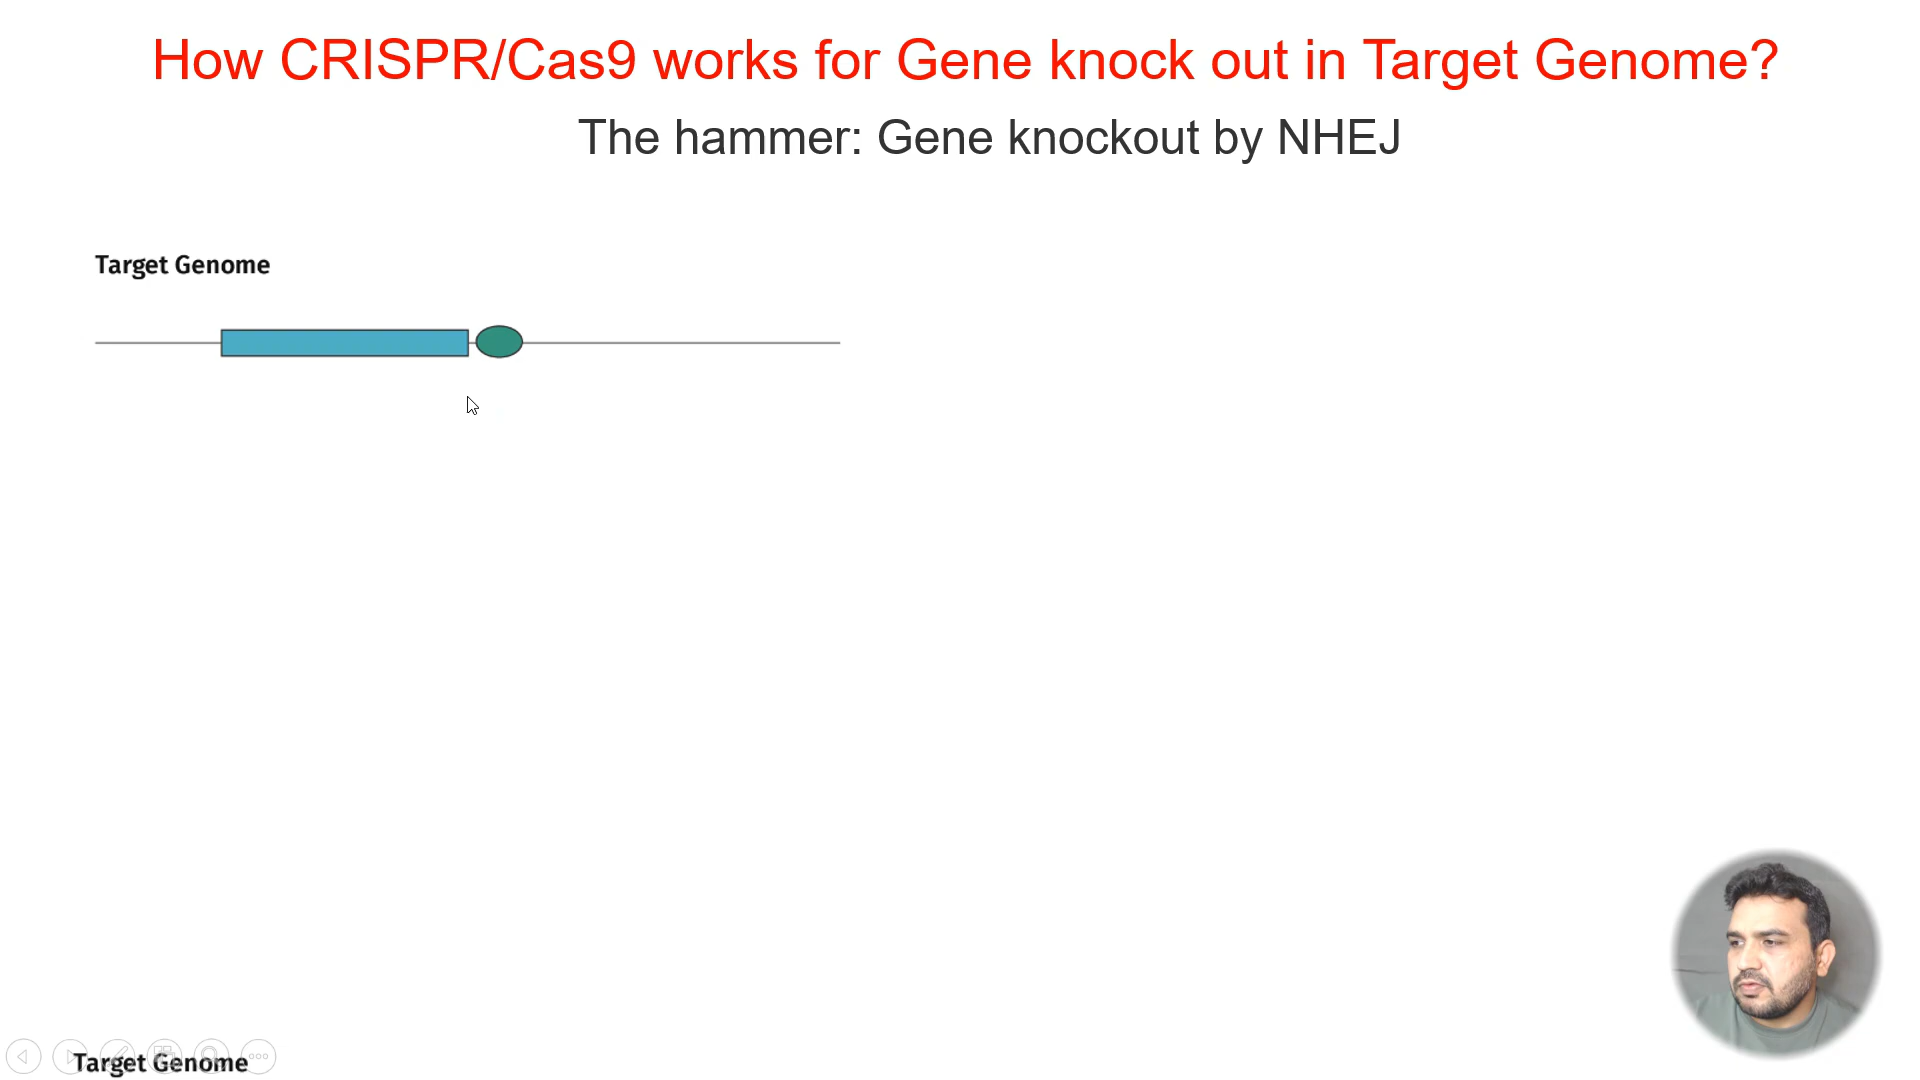 How CRISPR/Cas9 works for Gene knock out in Target Genome?
The hammer: Gene knockout by NHEJ
Target Genome
Target Genome